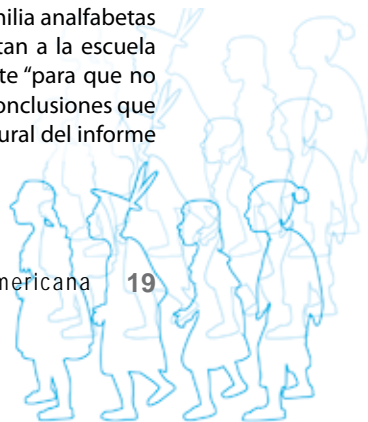 milia analfabetas
tan a la escuela
te “para que no
onclusiones que
ural del informe
mericana 19